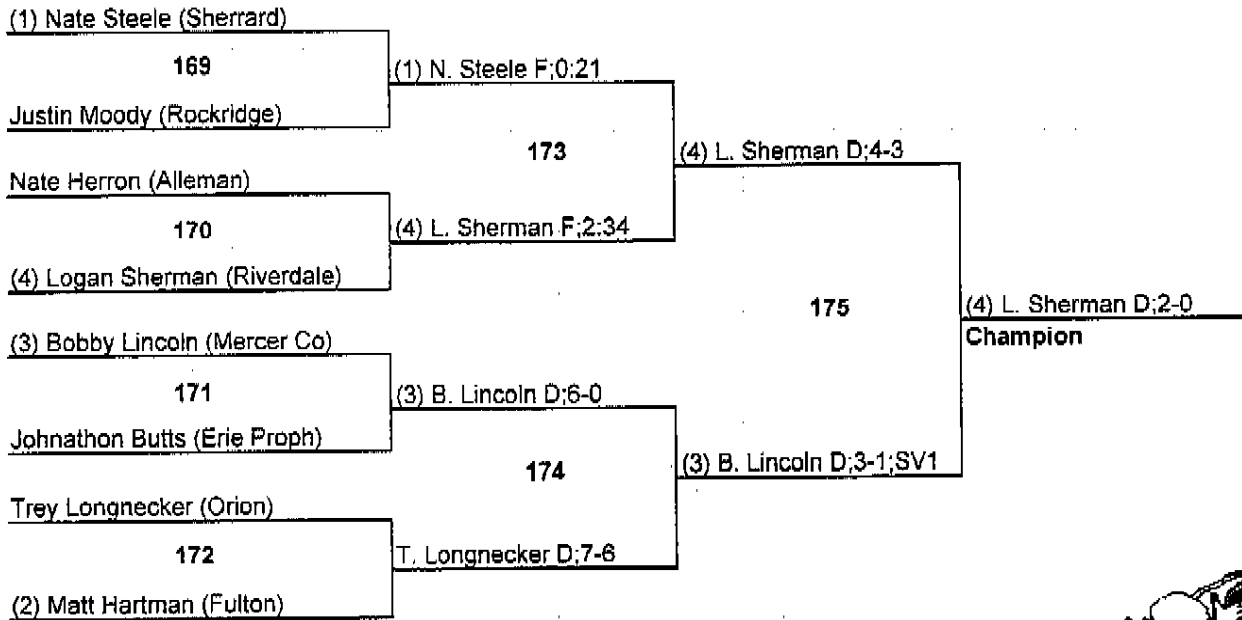 (1) Nate Steele (Sherrard)
169
(1) N. Steele F;0:21
Justin Moody (Rockridge)
173
(4) L. Sherman D;4-3
Nate Herron (Alleman)
170
(4) L. Sherman F;2:34
(4) Logan Sherman (Riverdale)
175
(4) L. Sherman D;2-0
Champion
(3) Bobby Lincoln (Mercer Co)
171
(3) B. Lincoln D;6-0
Johnathon Butts (Erie Proph)
174
(3) B. Lincoln D;3-1;SV1
Trey Longnecker (Orion)
172
T. Longnecker D;7-6
(2) Matt Hartman (Fulton)